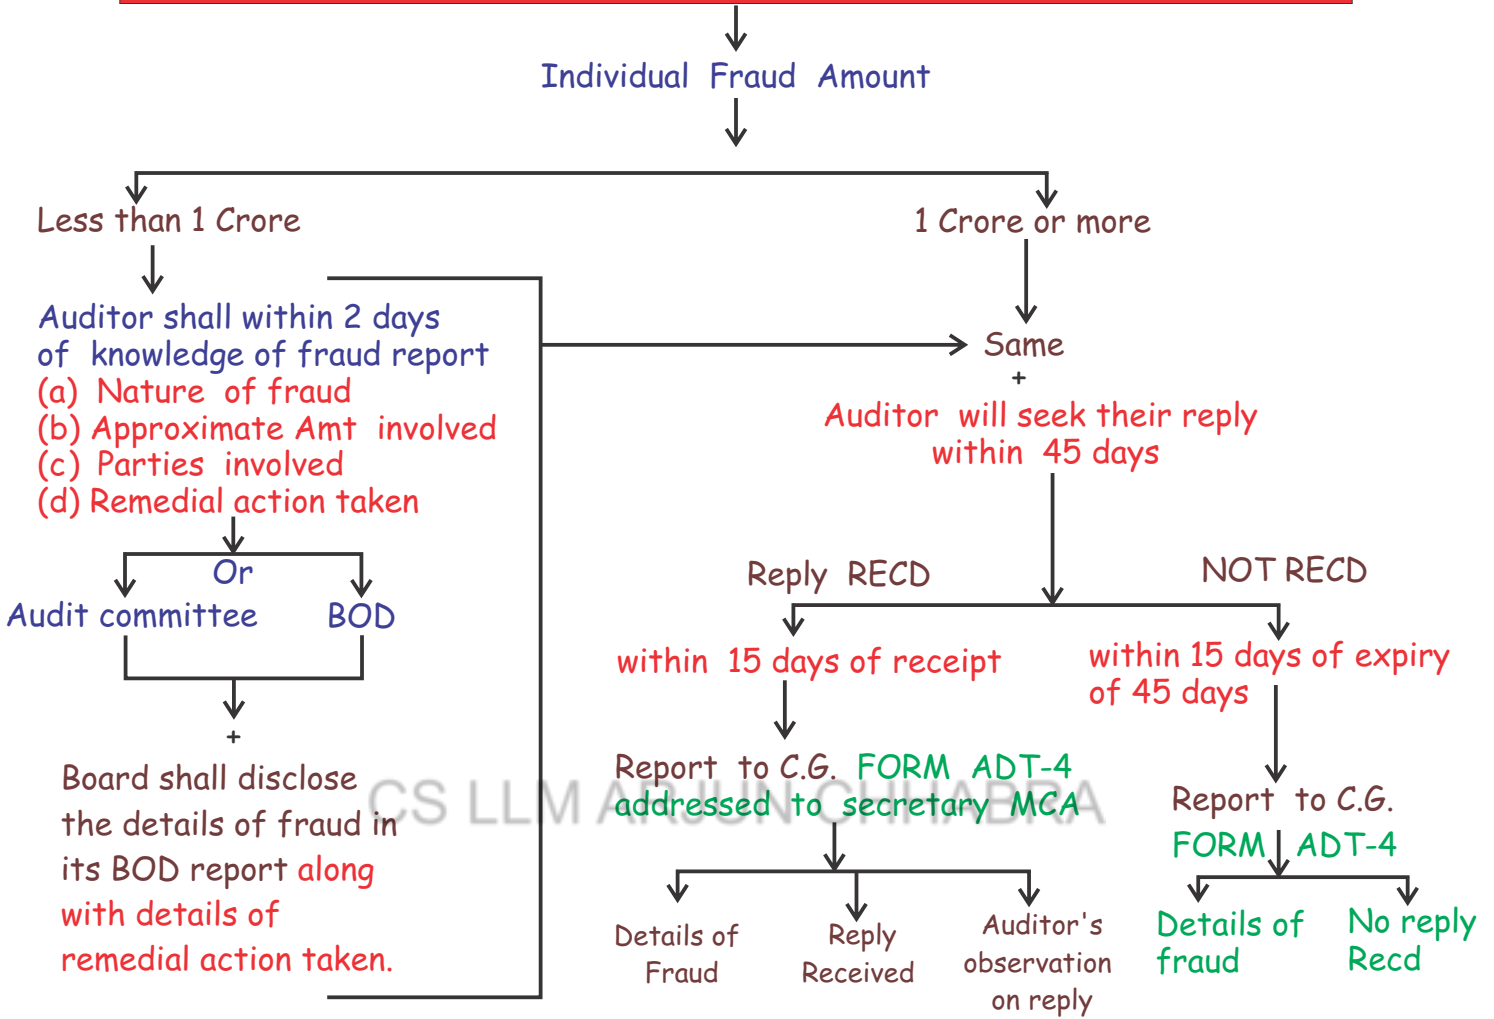 Individual Fraud Amount
Less than 1 Crore
1 Crore or more
Auditor shall within 2 days
of knowledge of fraud report
(a) Nature of fraud
(b) Approximate Amt involved
(c) Parties involved
(d) Remedial action taken
Or
Audit committee
BOD
+
Board shall disclose
the details of fraud in
its BOD report along
with details of
remedial action taken.
Same
+
Auditor will seek their reply
within 45 days
Reply RECD
NOT RECD
within 15 days of receipt
within 15 days of expiry
of 45 days
Report to C.G. FORM ADT-4
addressed to secretary MCA
Details of
Fraud
Reply
Received
Auditor's
observation
on reply
Report to C.G.
FORM ADT-4
Details of
fraud
No reply
Recd
CS LLM ARJUN CHHABRA